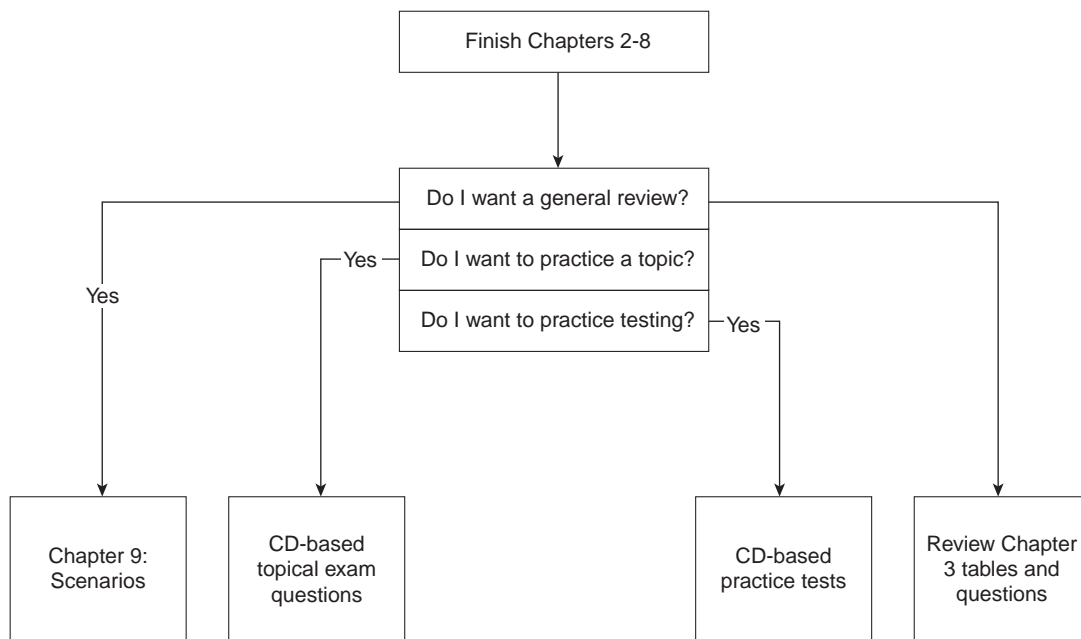 Finish Chapters 2-8
Do I want a general review?
Yes
Do I want to practice a topic?
Yes
Do I want to practice testing?
Yes
Chapter 9:
Scenarios
CD-based
topical exam
questions
CD-based
practice tests
Review Chapter
3 tables and
questions